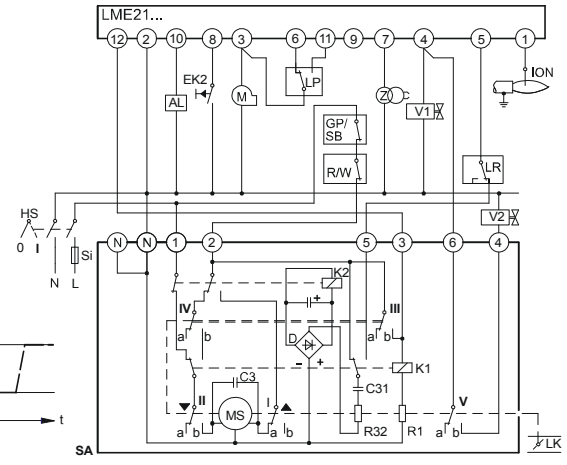 LME21...
12 2 10 8 3 6 11 9 7 4 5 1
EK2 LP ION
AL M Z C V1
GP/
SB
R/W LR
HS V2
0 I Si
N L
N N 1 2 5 3 6 4
K2
IV III
a b a b
D
- +
K1
C3 C31
II I V
a b MS a b R32 R1 a b
t
SA LK